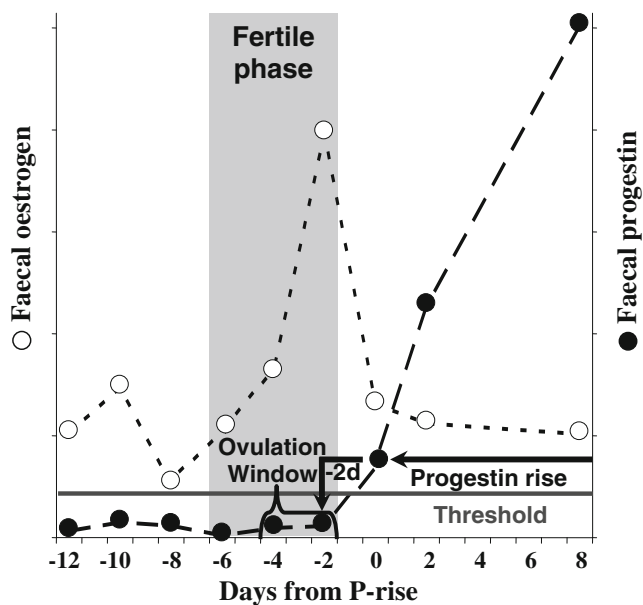 Fertile
phase
Faecal oestrogen
Faecal progestin
Ovulation
Window
-2d
Progestin rise
Threshold
-12 -10 -8 -6 -4 -2 0 2 4 6 8
Days from P-rise